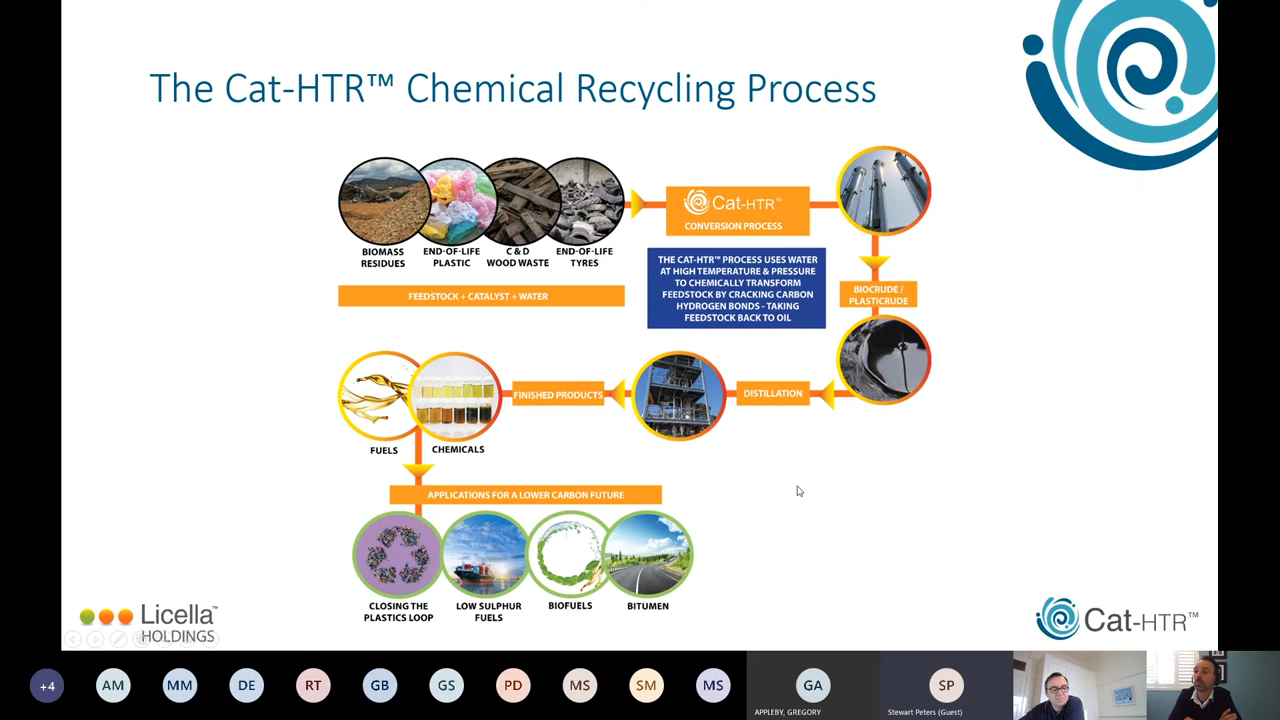 The Cat-HTR™ Chemical Recycling Process
BIOMASS
RESIDUES
END-OF-LIFE
PLASTIC
C & D
WOOD WASTE
END-OF-LIFE
TYRES
Cat-HTR™
CONVERSION PROCESS
FEEDSTOCK + CATALYST + WATER
THE CAT-HTR™ PROCESS USES WATER
AT HIGH TEMPERATURE & PRESSURE
TO CHEMICALLY TRANSFORM
FEEDSTOCK BY CRACKING CARBON
HYDROGEN BONDS - TAKING
FEEDSTOCK BACK TO OIL
BIOCRUDE /
PLASTICRUDE
DISTILLATION
FINISHED PRODUCTS
FUELS
CHEMICALS
APPLICATIONS FOR A LOWER CARBON FUTURE
CLOSING THE
PLASTICS LOOP
LOW SULPHUR
FUELS
BIOFUELS
BITUMEN
Licella™
HOLDINGS
Cat-HTR™
+4
AM
MM
DE
RT
GB
GS
PD
MS
SM
MS
GA
APPLEBY, GREGORY
SP
Stewart Peters (Guest)